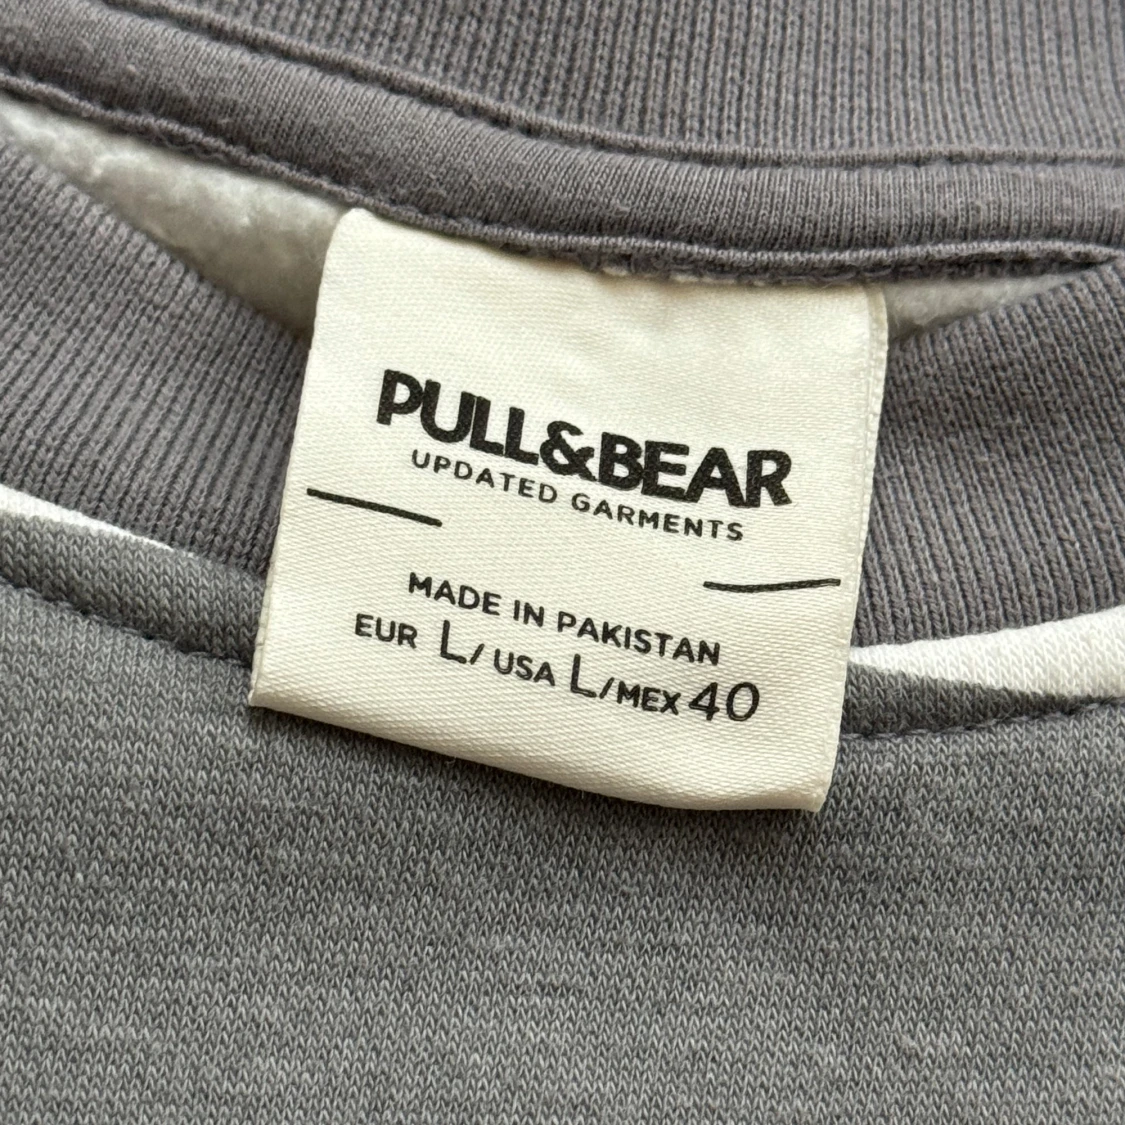 PULL&BEAR
UPDATED GARMENTS
MADE IN PAKISTAN
EUR L/ USA L/MEX 40